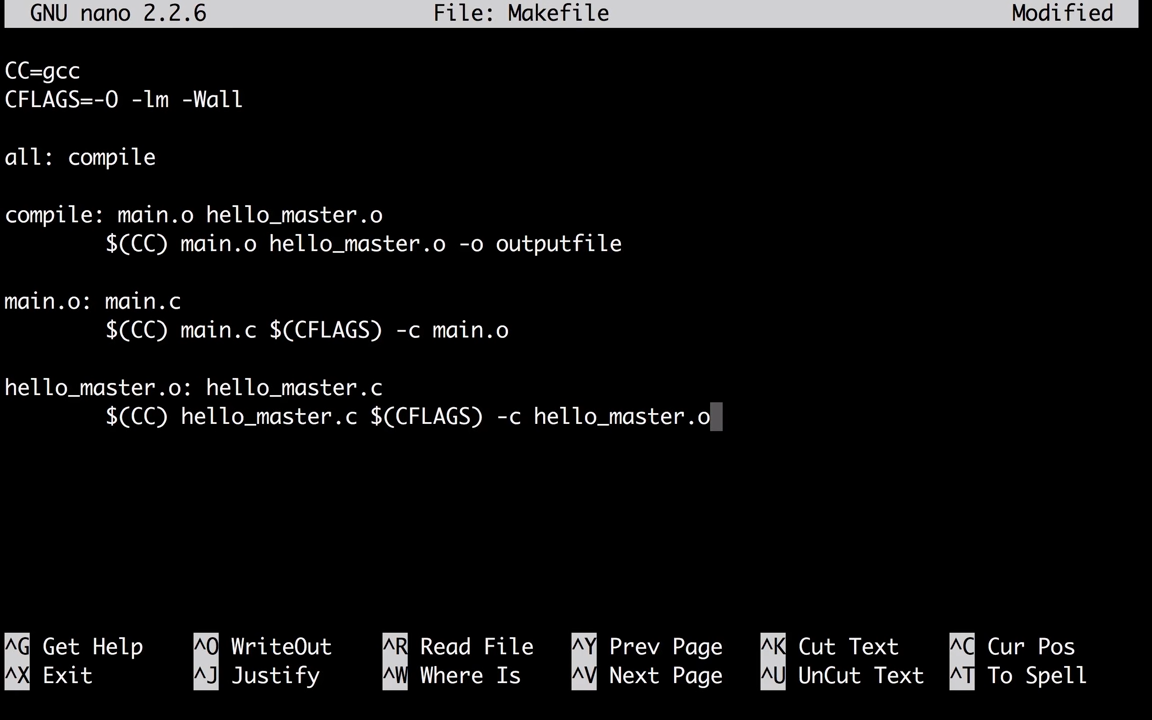 GNU nano 2.2.6 File: Makefile Modified
CC=gcc
CFLAGS=-O -lm -Wall
all: compile
compile: main.o hello_master.o
$(CC) main.o hello_master.o -o outputfile
main.o: main.c
$(CC) main.c $(CFLAGS) -c main.o
hello_master.o: hello_master.c
$(CC) hello_master.c $(CFLAGS) -c hello_master.o
^G Get Help ^O WriteOut ^R Read File ^Y Prev Page ^K Cut Text ^C Cur Pos
^X Exit ^J Justify ^W Where Is ^V Next Page ^U UnCut Text ^T To Spell